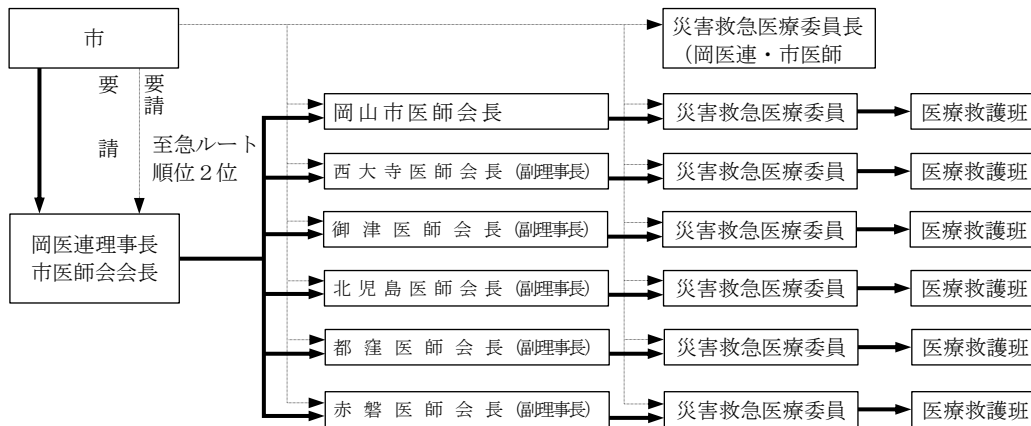 市
災害救急医療委員長
(岡医連・市医師
要請
要請
至急ルート
順位２位
岡山市医師会長
災害救急医療委員
医療救護班
西大寺医師会長 (副理事長)
災害救急医療委員
医療救護班
岡医連理事長
市医師会会長
御津医師会長 (副理事長)
災害救急医療委員
医療救護班
北児島医師会長 (副理事長)
災害救急医療委員
医療救護班
都窪医師会長 (副理事長)
災害救急医療委員
医療救護班
赤磐医師会長 (副理事長)
災害救急医療委員
医療救護班